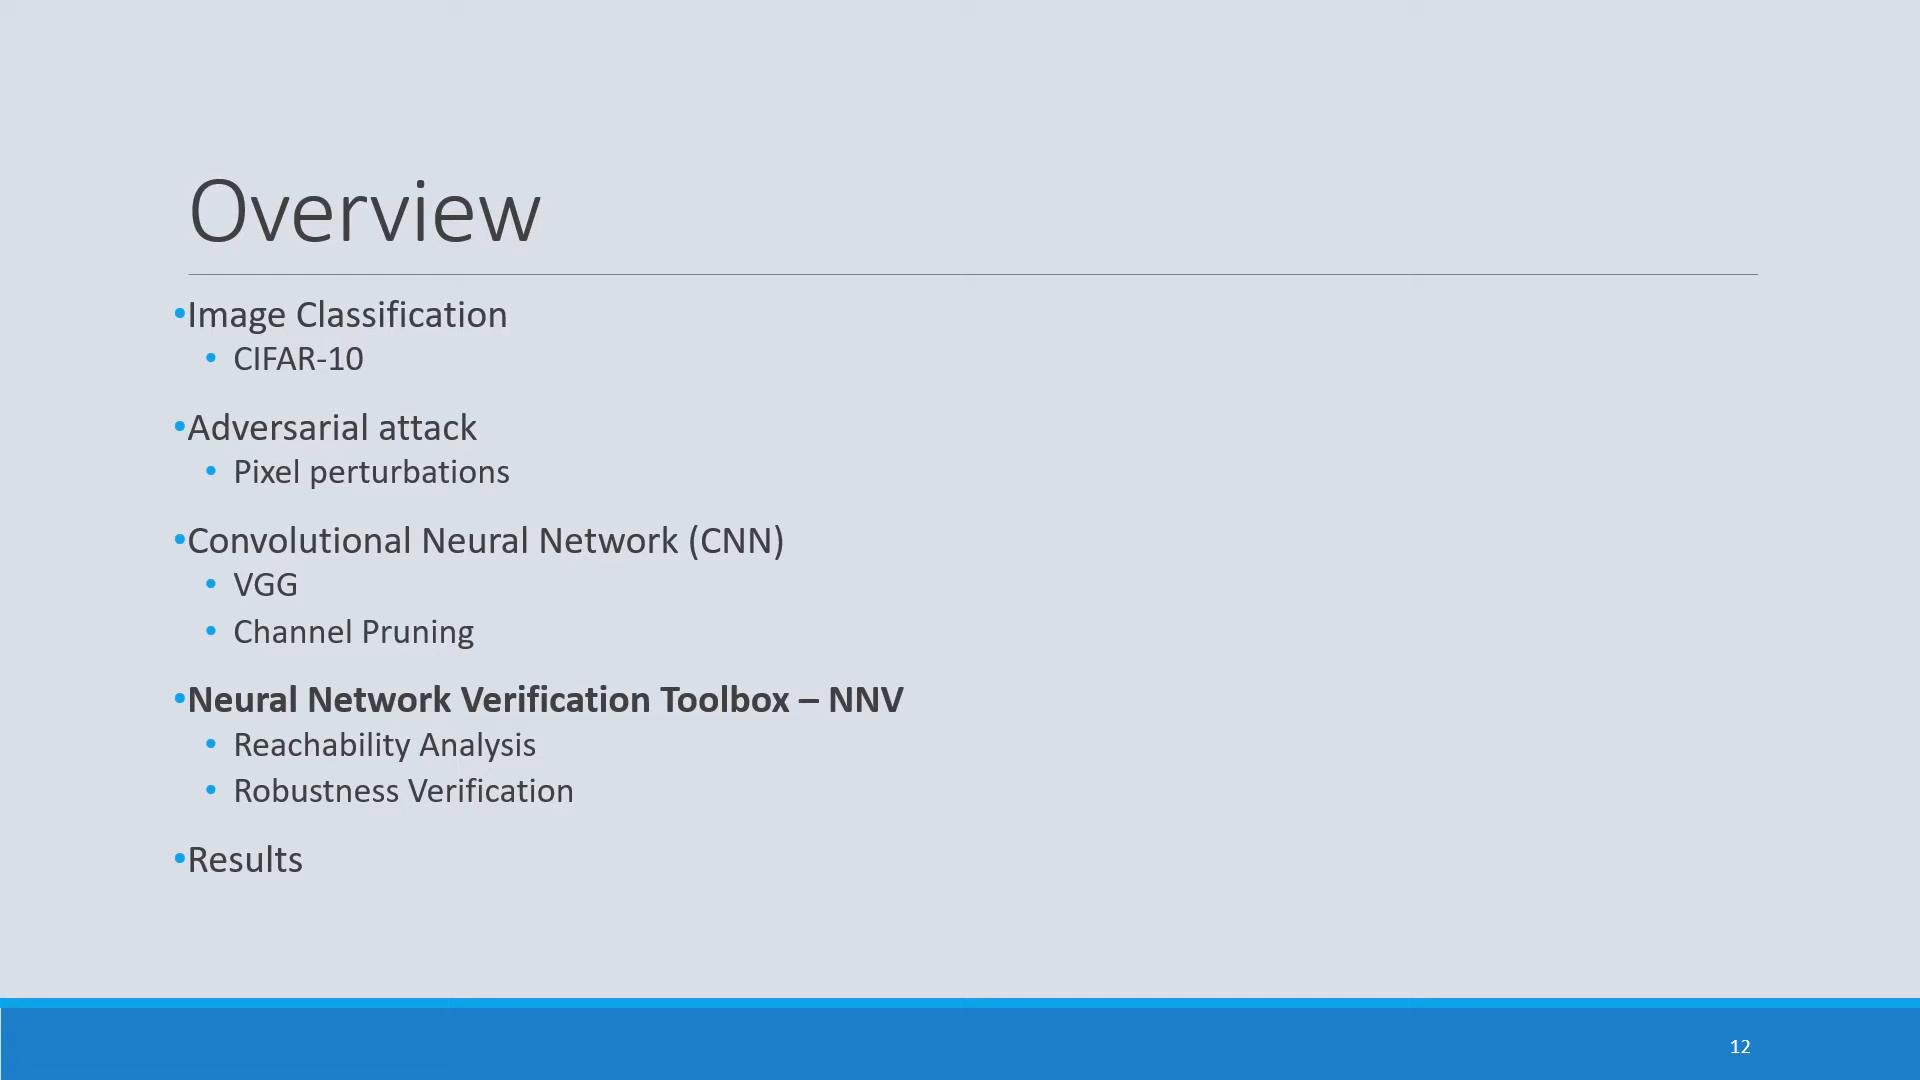 Overview
•Image Classification
• CIFAR-10
•Adversarial attack
• Pixel perturbations
•Convolutional Neural Network (CNN)
• VGG
• Channel Pruning
•Neural Network Verification Toolbox – NNV
• Reachability Analysis
• Robustness Verification
•Results
12